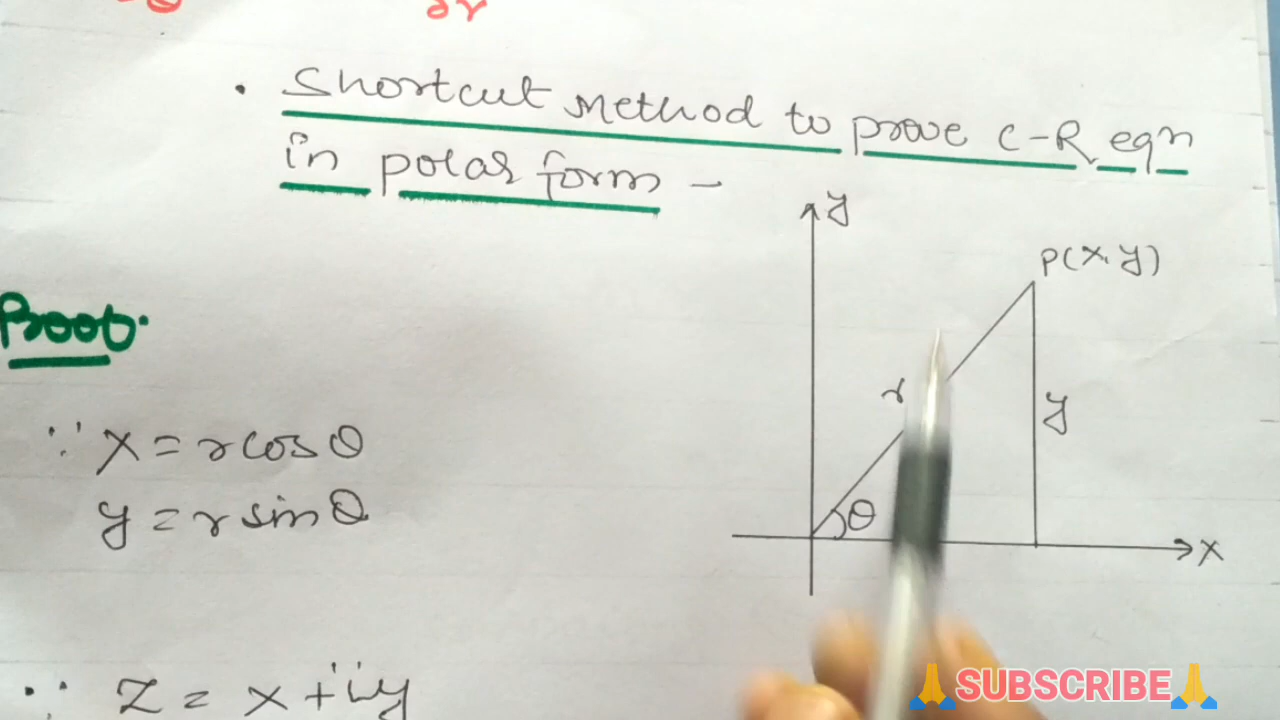 ∂r
• Shortcut Method to prove C-R eqn
in polar form -
y
P(x, y)
Proof.
r
y
∵ x = r cos θ
y = r sin θ
θ
x
∵ z = x + iy
🙏SUBSCRIBE🙏